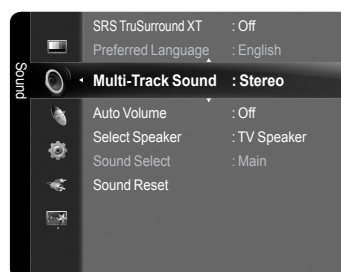 Sound
SRS TruSurround XT : Off
Preferred Language : English
Multi-Track Sound : Stereo
Auto Volume : Off
Select Speaker : TV Speaker
Sound Select : Main
Sound Reset